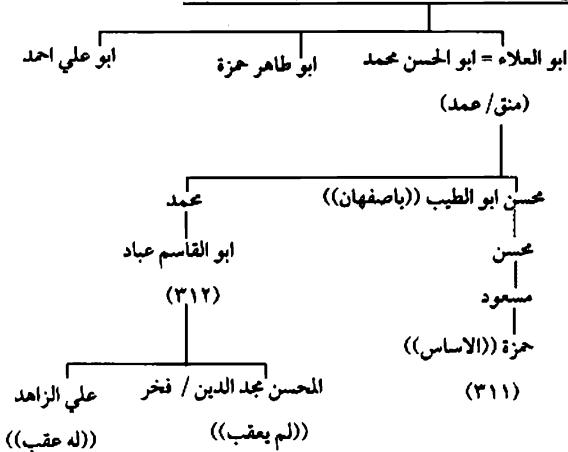 ابو العلاء = ابو الحسن محمد
ابو طاهر حمزة
ابو علي احمد
(منق/عمد)
محسن ابو الطيب ((باصفهان))
محمد
محسن
ابو القاسم عباد
(٣١٢)
مسعود
حمزة ((الاساس))
(٣١١)
المحسن مجد الدين / فخر
علي الزاهد
((لم يعقب))
((له عقب))